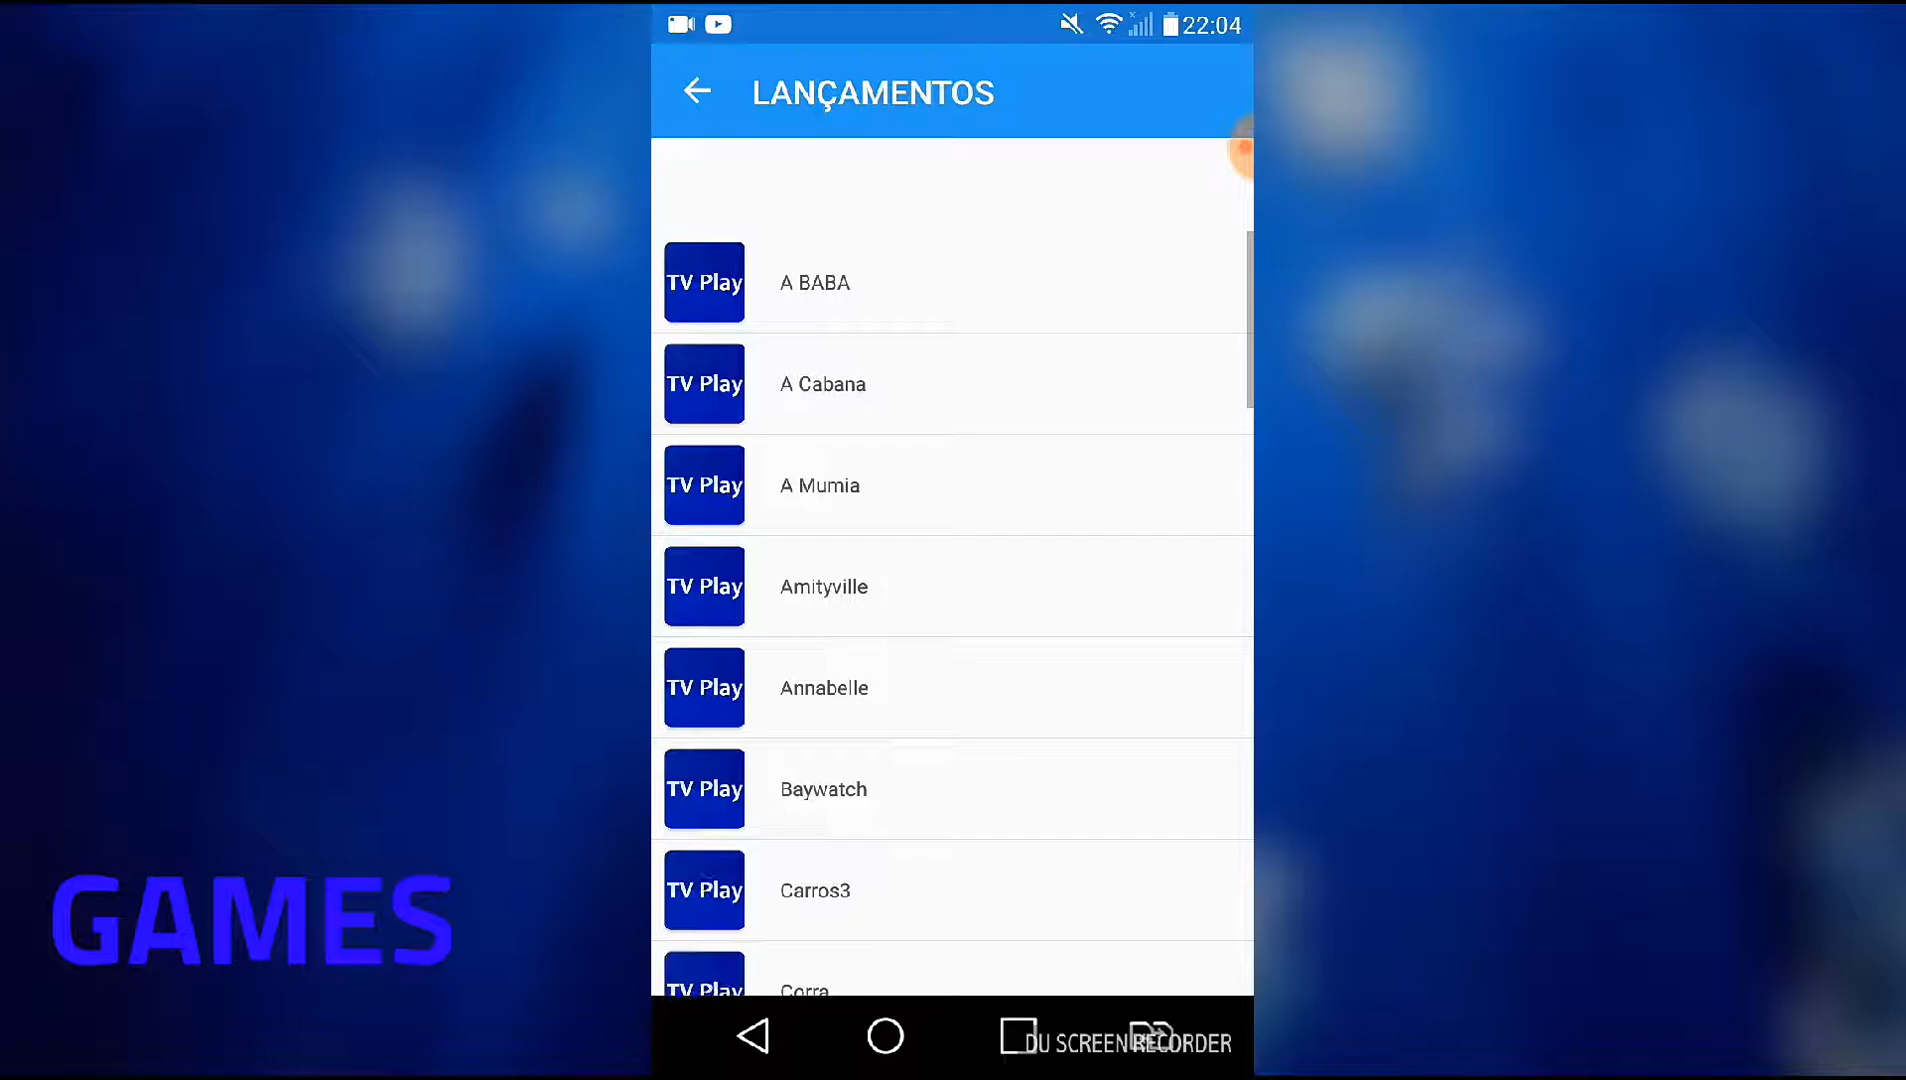 22:04
LANÇAMENTOS
TV Play A BABA
TV Play A Cabana
TV Play A Mumia
TV Play Amityville
TV Play Annabelle
TV Play Baywatch
TV Play Carros3
TV Play Corra
GAMES
DU SCREEN RECORDER